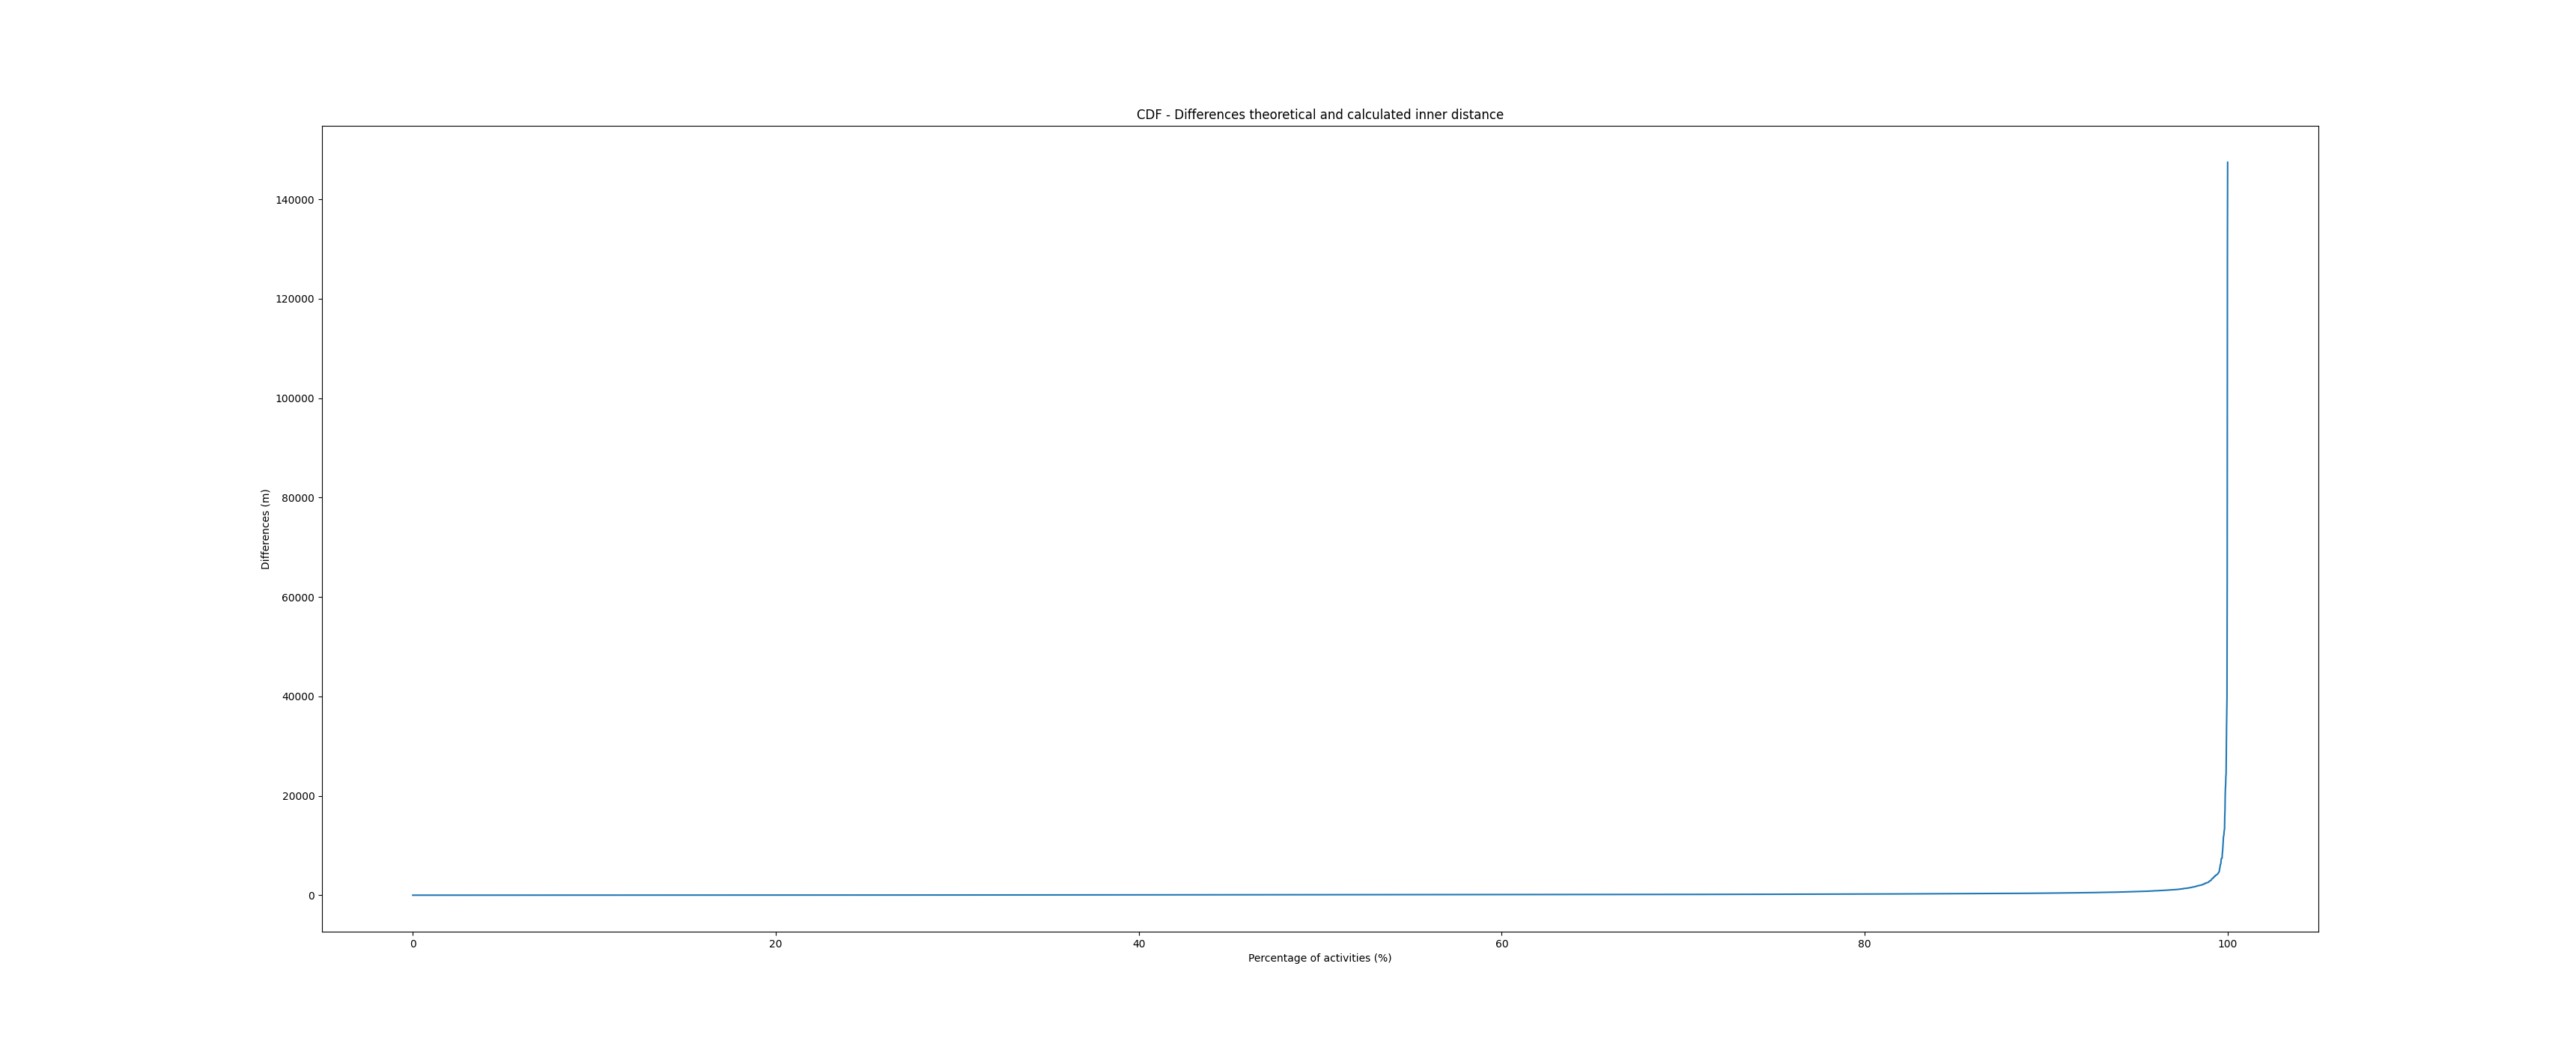 CDF - Differences theoretical and calculated inner distance
140000
120000
100000
80000
60000
40000
20000
0
Differences (m)
0 20 40 60 80 100
Percentage of activities (%)